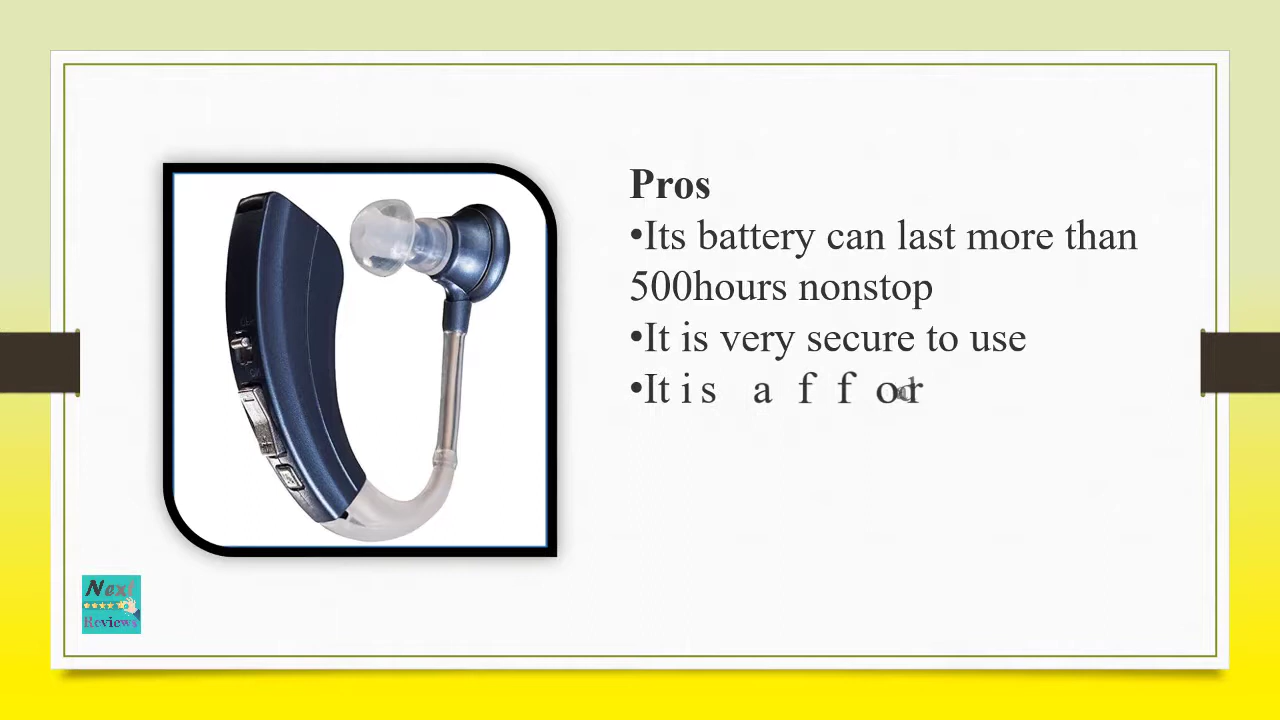 Pros
•Its battery can last more than
500hours nonstop
•It is very secure to use
•It is affor
Next
Reviews